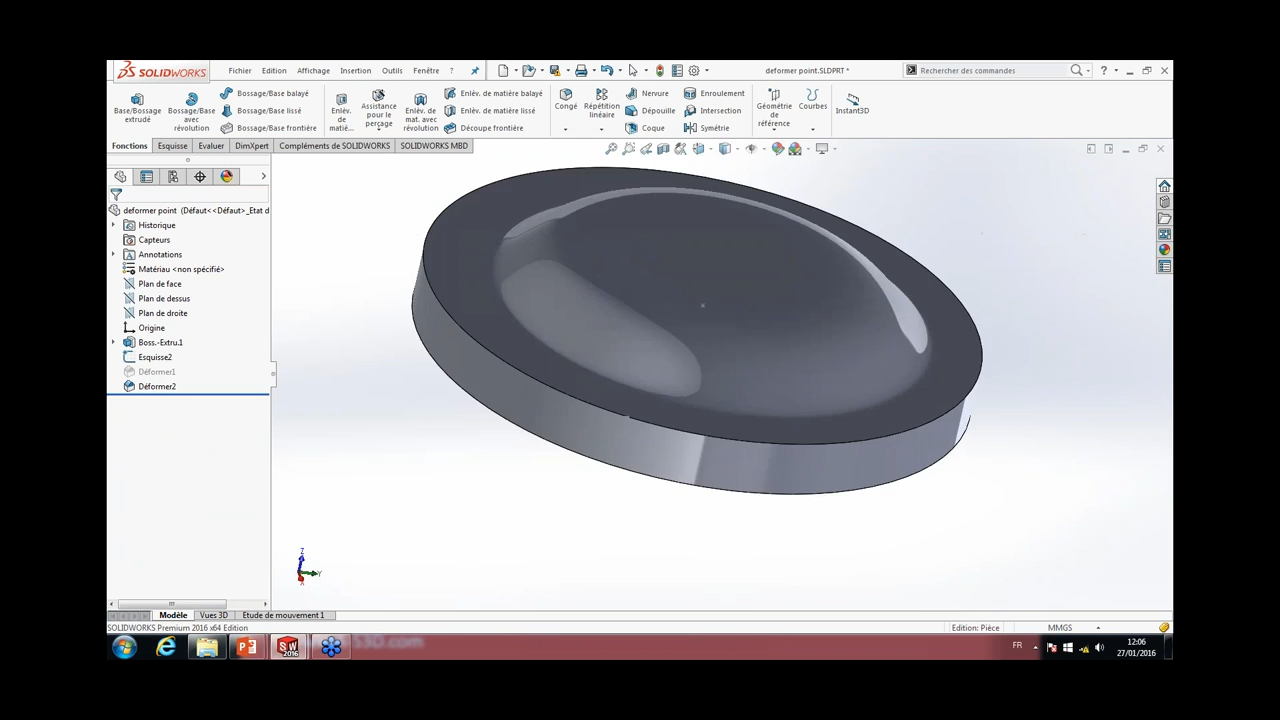 SOLIDWORKS
Fichier Edition Affichage Insertion Outils Fenêtre ?
deformer point.SLDPRT *
Rechercher des commandes
Base/Bossage extrudé
Bossage/Base avec révolution
Bossage/Base balayé
Bossage/Base lissé
Bossage/Base frontière
Enlèv. de matiè...
Assistance pour le perçage
Enlèv. de mat. avec révolution
Enlèv. de matière balayé
Enlèv. de matière lissé
Découpe frontière
Congé
Répétition linéaire
Nervure
Dépouille
Coque
Enroulement
Intersection
Symétrie
Géométrie de référence
Courbes
Instant3D
Fonctions Esquisse Evaluer DimXpert Compléments de SOLIDWORKS SOLIDWORKS MBD
deformer point (Défaut<<Défaut>_Etat d
Historique
Capteurs
Annotations
Matériau <non spécifié>
Plan de face
Plan de dessus
Plan de droite
Origine
Boss.-Extru.1
Esquisse2
Déformer1
Déformer2
Z
Y
X
Modèle Vues 3D Etude de mouvement 1
SOLIDWORKS Premium 2016 x64 Edition
Edition: Pièce
MMGS
SW 2016
S3D.com
FR
12:06
27/01/2016